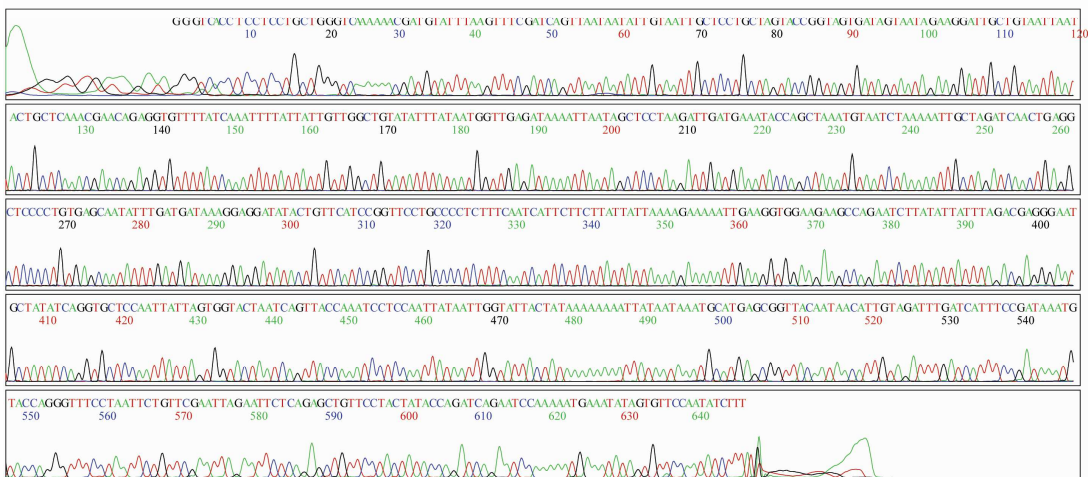 GGGTCACCTCCTCCTGCTGGGTCAAAAACGATGTATTTAAGTTTCGATCAGTTAATAATATTGTAATTGCTCCTGCTAGTACCGGTAGTGATAGTAATAGAAGGATTGCTGTAATTAAT
10 20 30 40 50 60 70 80 90 100 110 120
ACTGCTCAAACGAACAGAGGTGTTTTATCAAATTTTATTATTGTTGGCTGTATATTTATAATGGTTGAGATAAAATTAATAGCTCCTAAGATTGATGAAATACCAGCTAAATGTAATCTAAAAATTGCTAGATCAACTGAGG
130 140 150 160 170 180 190 200 210 220 230 240 250 260
CTCCCCTGTGAGCAATATTTGATGATAAAGGAGGATATACTGTTCATCCGGTTCCTGCCCCTCTTTCAATCATTCTTCTTATTATTAAAAGAAAAATTGAAGGTGGAAGAAGCCAGAATCTTATATTATTTAGACGAGGGAAT
270 280 290 300 310 320 330 340 350 360 370 380 390 400
GCTATATCAGGTGCTCCAATTATTAGTGGTACTAATCAGTTACCAAATCCTCCAATTATAATTGGTATTACTATAAAAAAAATTATAATAAATGCATGAGCGGTTACAATAACATTGTAGATTTGATCATTTCCGATAAATG
410 420 430 440 450 460 470 480 490 500 510 520 530 540
TACCAGGGTTTCCTAATTCTGTTCGAATTAGAATTCTCAGAGCTGTTCCTACTATACCAGATCAGAATCCAAAAATGAAATATAGTGTTCCAATATCTTT
550 560 570 580 590 600 610 620 630 640